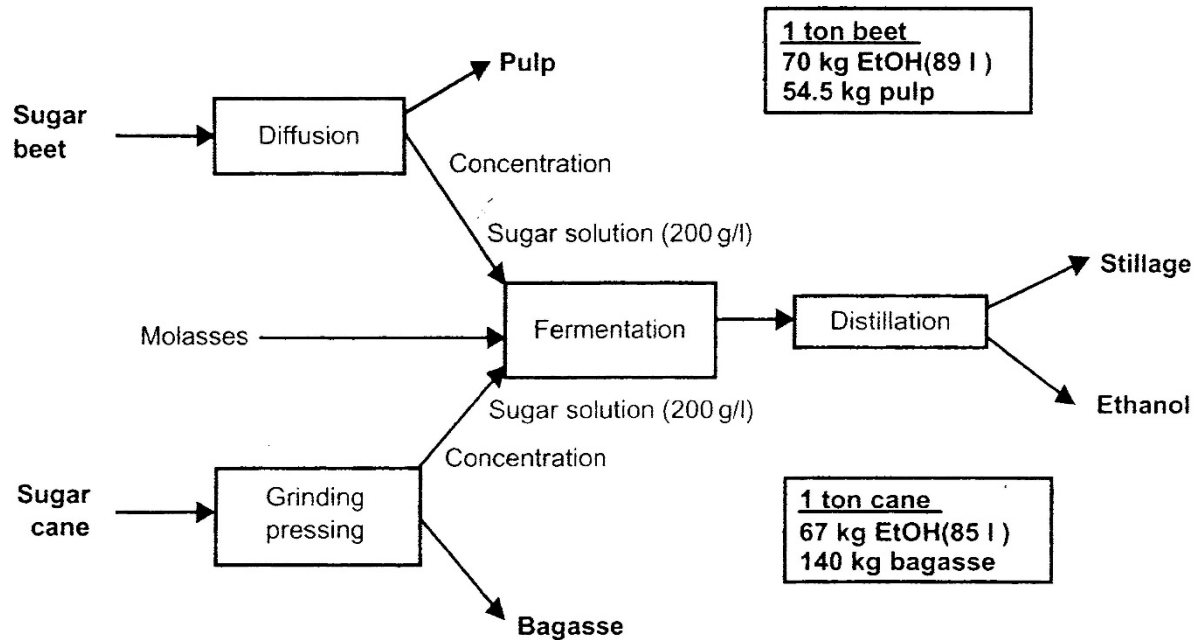 1 ton beet
70 kg EtOH(89 l )
54.5 kg pulp
Pulp
Sugar
beet
Diffusion
Concentration
Sugar solution (200 g/l)
Stillage
Molasses
Fermentation
Distillation
Ethanol
Sugar solution (200 g/l)
Concentration
Sugar
cane
Grinding
pressing
1 ton cane
67 kg EtOH(85 l )
140 kg bagasse
Bagasse